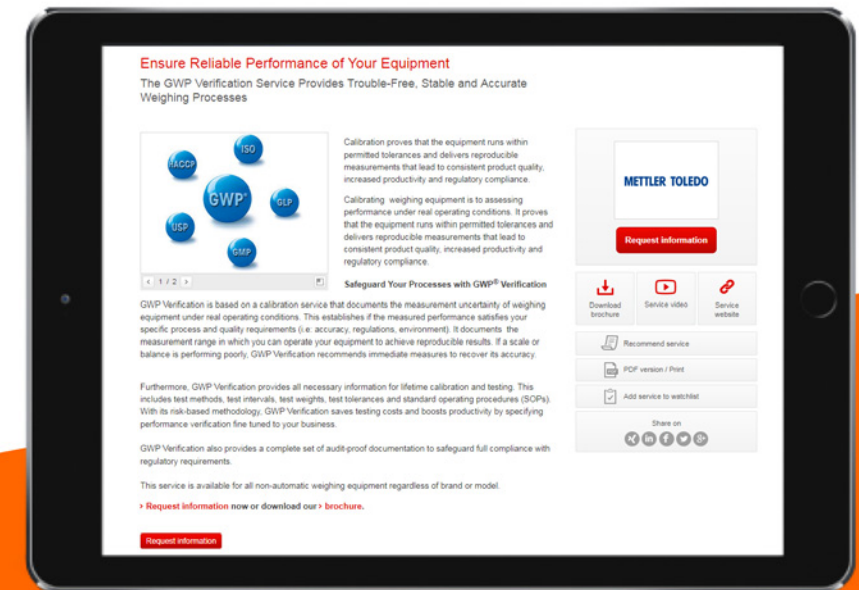 Ensure Reliable Performance of Your Equipment
The GWP Verification Service Provides Trouble-Free, Stable and Accurate
Weighing Processes
HACCP
ISO
GWP®
GLP
USP
GMP
1 / 2
Calibration proves that the equipment runs within
permitted tolerances and delivers reproducible
measurements that lead to consistent product quality,
increased productivity and regulatory compliance.
Calibrating weighing equipment is to assessing
performance under real operating conditions. It proves
that the equipment runs within permitted tolerances and
delivers reproducible measurements that lead to
consistent product quality, increased productivity and
regulatory compliance.
Safeguard Your Processes with GWP® Verification
GWP Verification is based on a calibration service that documents the measurement uncertainty of weighing
equipment under real operating conditions. This establishes if the measured performance satisfies your
specific process and quality requirements (i.e: accuracy, regulations, environment). It documents the
measurement range in which you can operate your equipment to achieve reproducible results. If a scale or
balance is performing poorly, GWP Verification recommends immediate measures to recover its accuracy.
Furthermore, GWP Verification provides all necessary information for lifetime calibration and testing. This
includes test methods, test intervals, test weights, test tolerances and standard operating procedures (SOPs).
With its risk-based methodology, GWP Verification saves testing costs and boosts productivity by specifying
performance verification fine tuned to your business.
GWP Verification also provides a complete set of audit-proof documentation to safeguard full compliance with
regulatory requirements.
This service is available for all non-automatic weighing equipment regardless of brand or model.
> Request information now or download our > brochure.
Request information
METTLER TOLEDO
Request information
Download
brochure
Service video
Service
website
Recommend service
PDF version / Print
Add service to watchlist
Share on